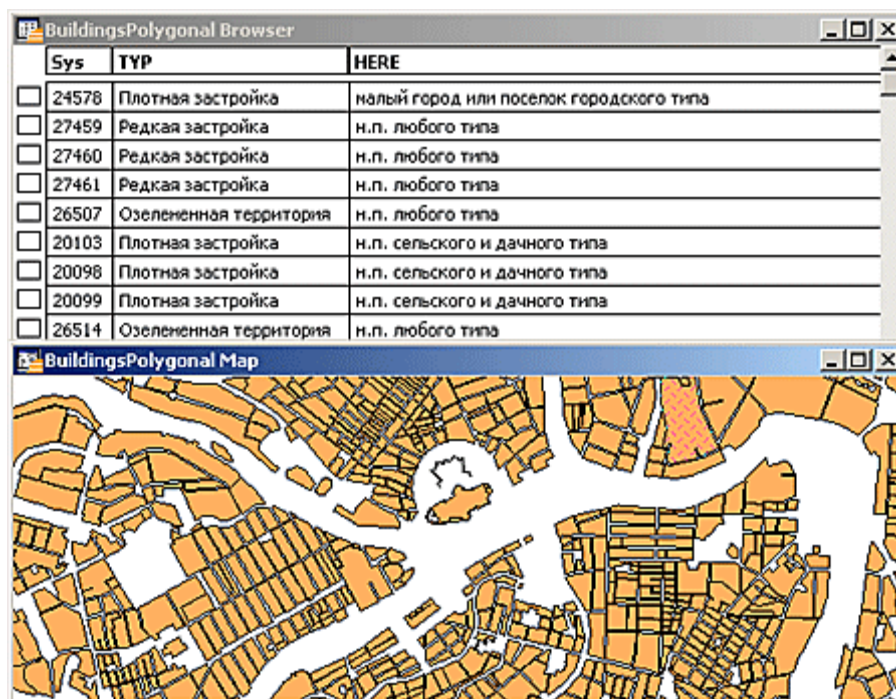 BuildingsPolygonal Browser
Sys TYP HERE
24578 Плотная застройка малый город или поселок городского типа
27459 Редкая застройка н.п. любого типа
27460 Редкая застройка н.п. любого типа
27461 Редкая застройка н.п. любого типа
26507 Озелененная территория н.п. любого типа
20103 Плотная застройка н.п. сельского и дачного типа
20098 Плотная застройка н.п. сельского и дачного типа
20099 Плотная застройка н.п. сельского и дачного типа
26514 Озелененная территория н.п. любого типа
BuildingsPolygonal Map